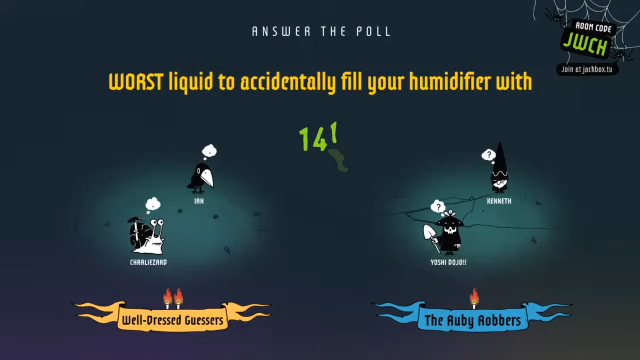 ANSWER THE POLL
ROOM CODE
JWCH
Join at jackbox.tv
WORST liquid to accidentally fill your humidifier with
141
?
IAN
KENNETH
?
CHARLIEZARD
YOSHI DOJO!!
Well-Dressed Guessers
The Ruby Robbers